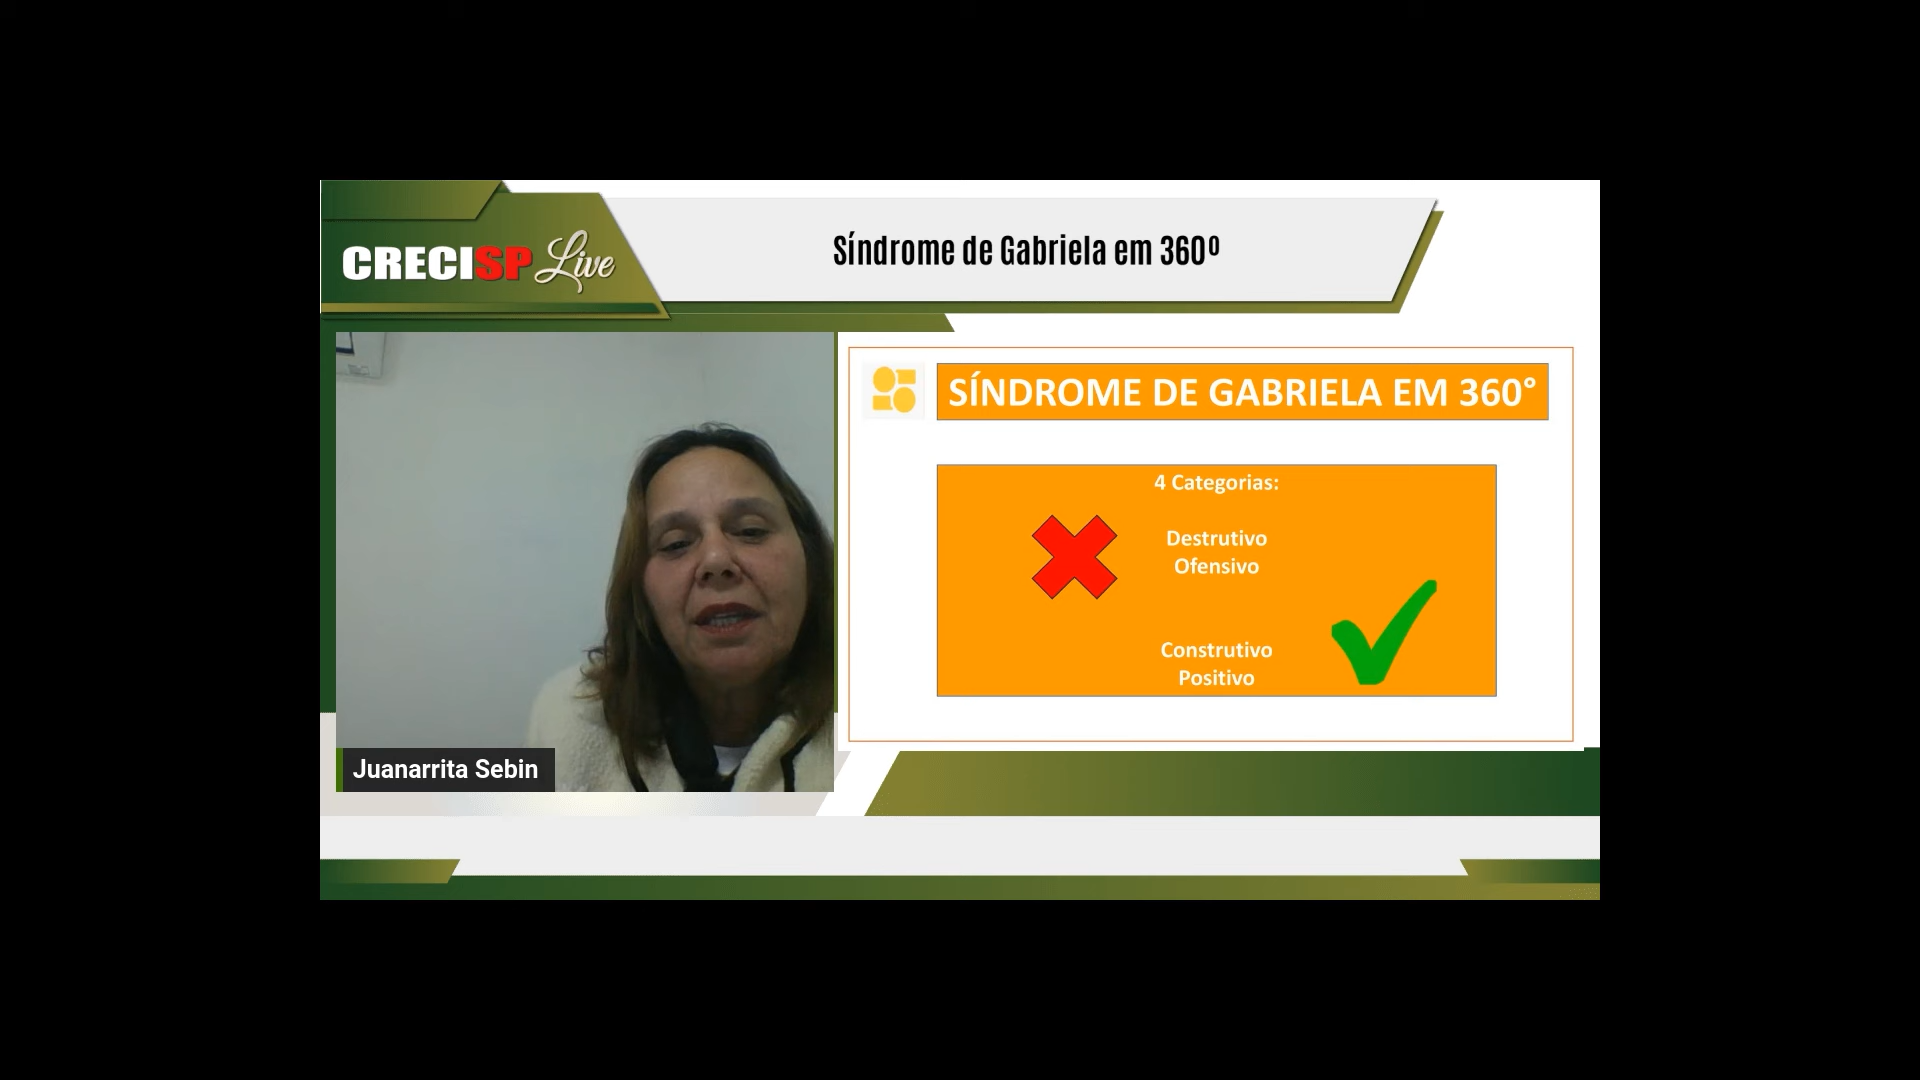 CRECISP Live
Síndrome de Gabriela em 360º
SÍNDROME DE GABRIELA EM 360°
4 Categorias:
Destrutivo
Ofensivo
Construtivo
Positivo
Juanarrita Sebin